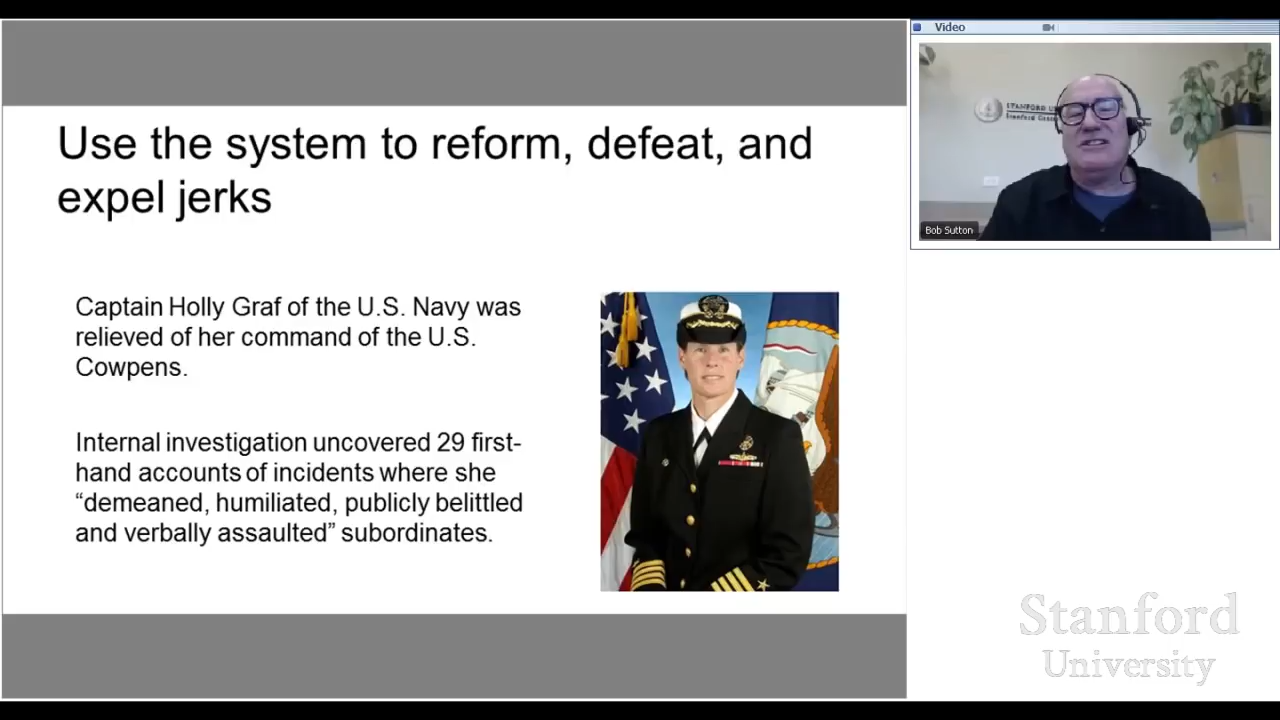 Use the system to reform, defeat, and
expel jerks
Captain Holly Graf of the U.S. Navy was
relieved of her command of the U.S.
Cowpens.
Internal investigation uncovered 29 first-
hand accounts of incidents where she
“demeaned, humiliated, publicly belittled
and verbally assaulted” subordinates.
Video
STANFORD
Stanford
Bob Sutton
Stanford
University